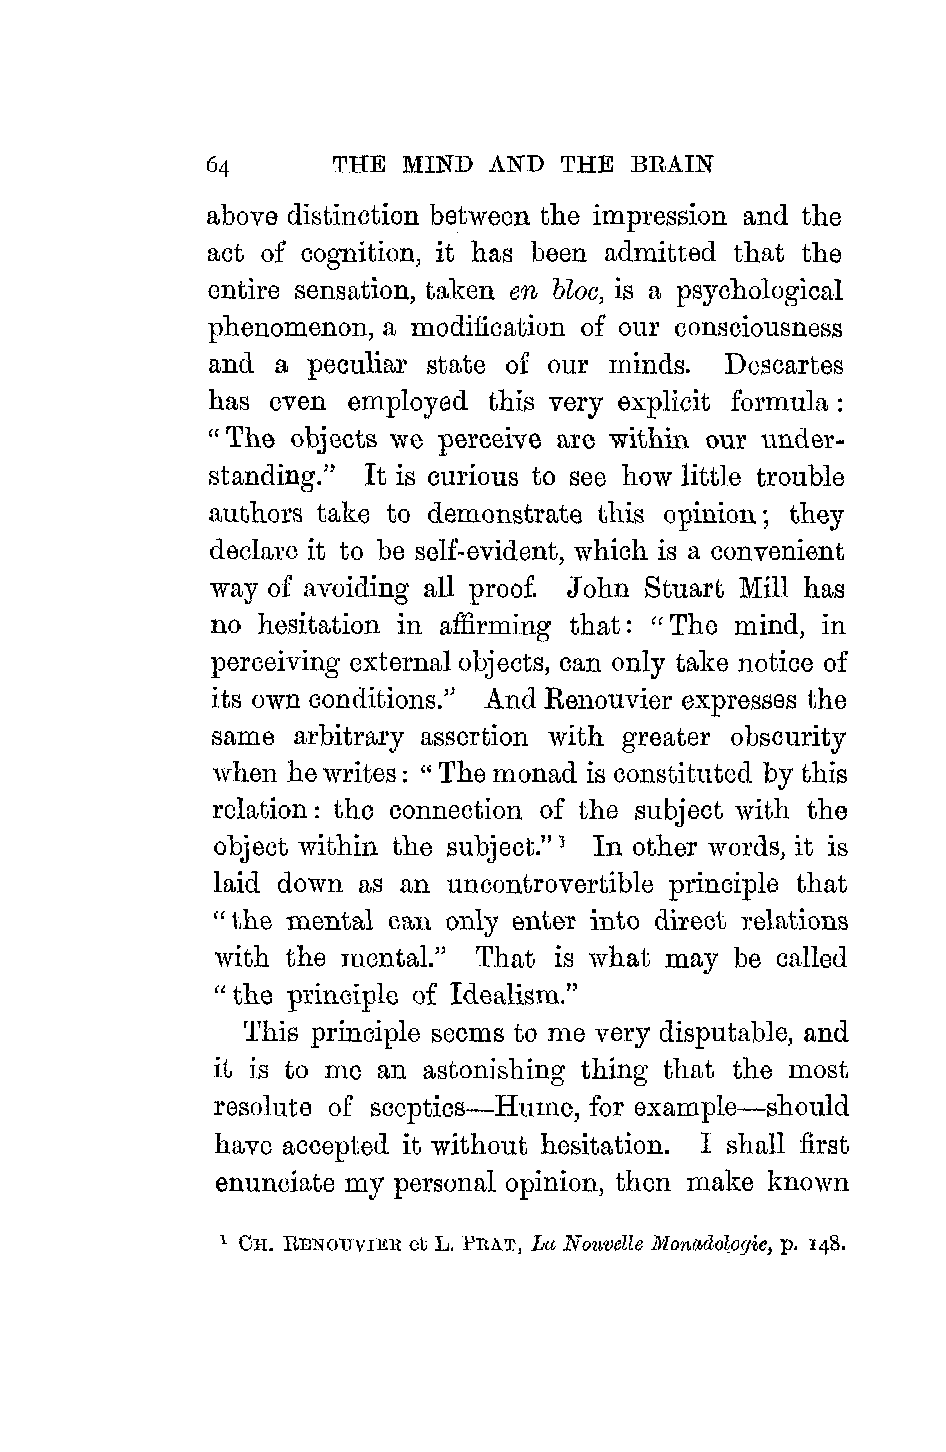 64 THE MIND AND THE BRAIN
above distinction between the impression and the
act of cognition, it has been admitted that the
entire sensation, taken en bloc, is a psychological
phenomenon, a modification of our consciousness
and a peculiar state of our minds. Descartes
has even employed this very explicit formula :
“The objects we perceive are within our under-
standing.” It is curious to see how little trouble
authors take to demonstrate this opinion; they
declare it to be self-evident, which is a convenient
way of avoiding all proof. John Stuart Mill has
no hesitation in affirming that: “The mind, in
perceiving external objects, can only take notice of
its own conditions.” And Renouvier expresses the
same arbitrary assertion with greater obscurity
when he writes: “The monad is constituted by this
relation: the connection of the subject with the
object within the subject.” ¹ In other words, it is
laid down as an uncontrovertible principle that
“the mental can only enter into direct relations
with the mental.” That is what may be called
“the principle of Idealism.”
This principle seems to me very disputable, and
it is to me an astonishing thing that the most
resolute of sceptics—Hume, for example—should
have accepted it without hesitation. I shall first
enunciate my personal opinion, then make known
¹ CH. RENOUVIER et L. PRAT, La Nouvelle Monadologie, p. 148.